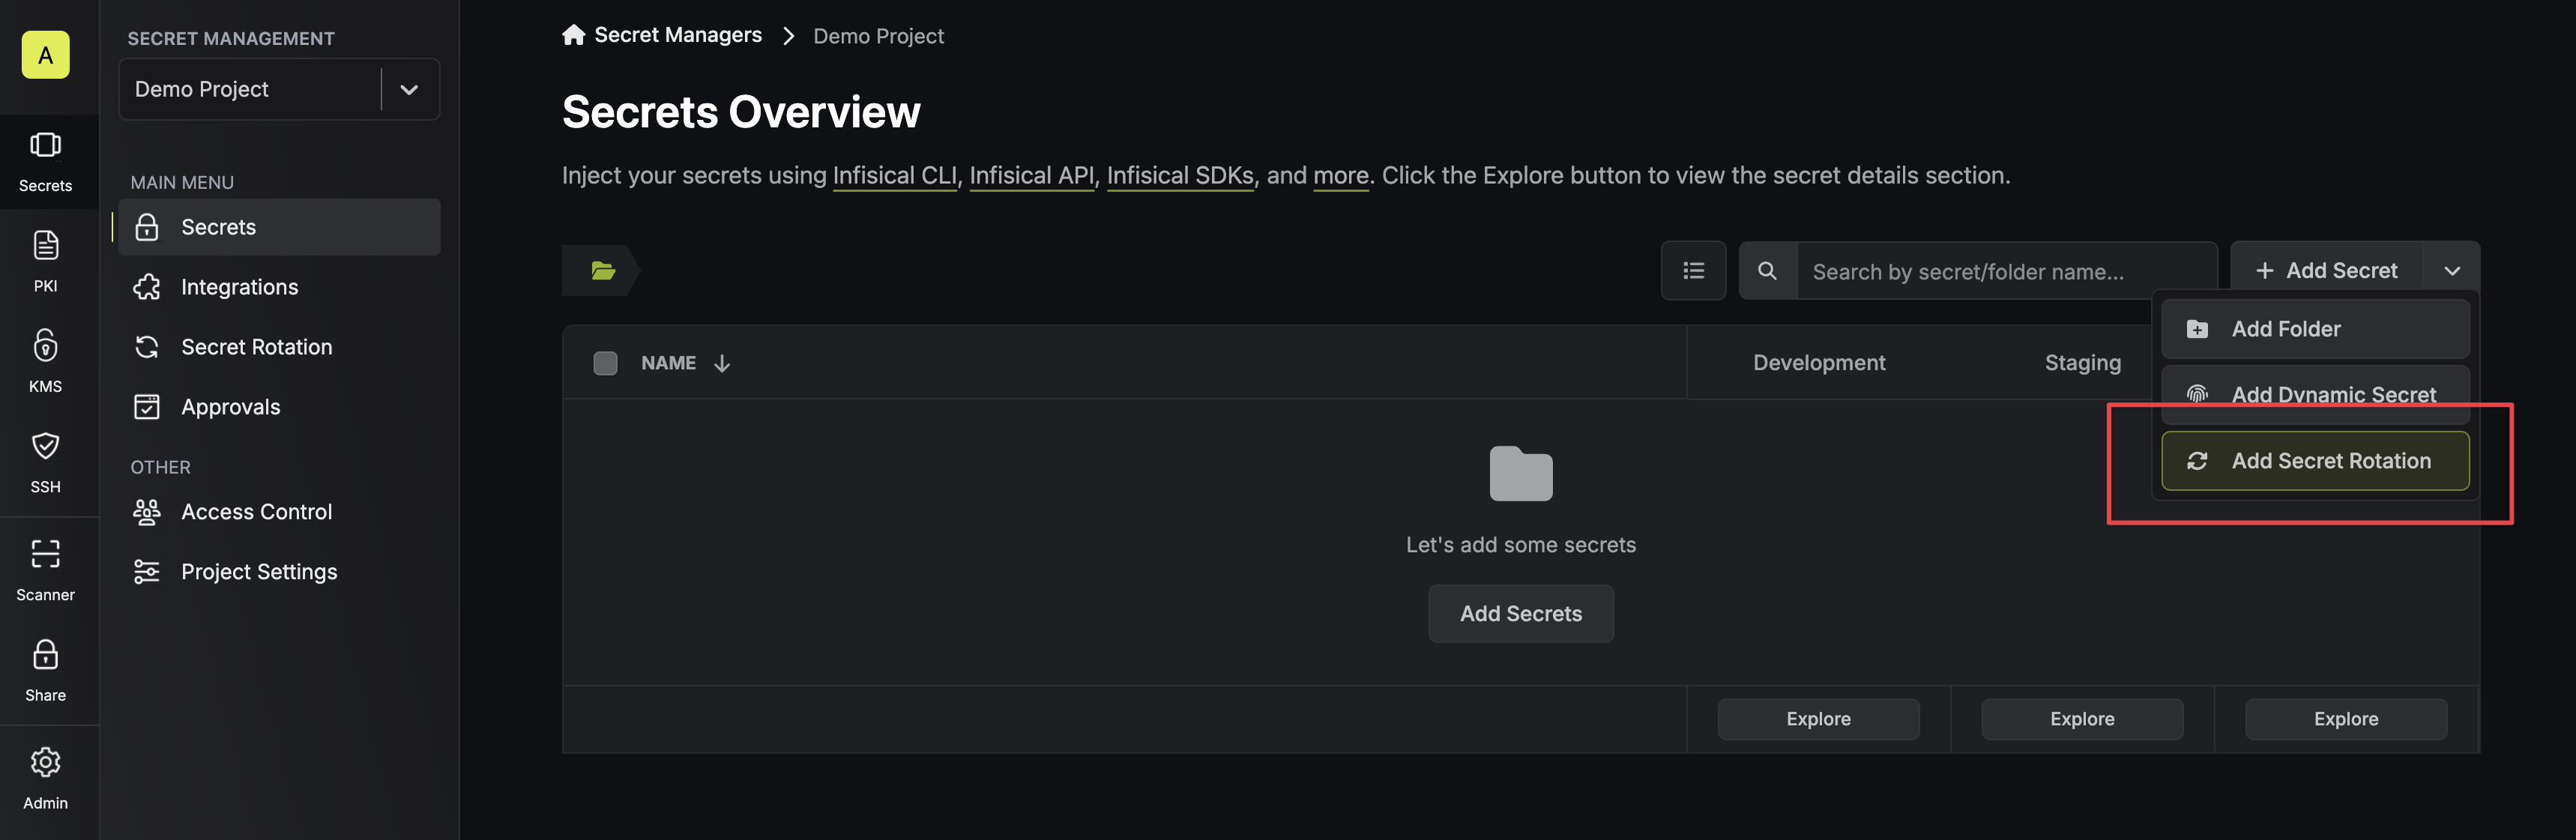 A
Secrets
PKI
KMS
SSH
Scanner
Share
Admin
SECRET MANAGEMENT
Demo Project
MAIN MENU
Secrets
Integrations
Secret Rotation
Approvals
OTHER
Access Control
Project Settings
Secret Managers > Demo Project
Secrets Overview
Inject your secrets using Infisical CLI, Infisical API, Infisical SDKs, and more. Click the Explore button to view the secret details section.
Search by secret/folder name...
+ Add Secret
Add Folder
Add Dynamic Secret
Add Secret Rotation
NAME
Development
Staging
Let's add some secrets
Add Secrets
Explore
Explore
Explore